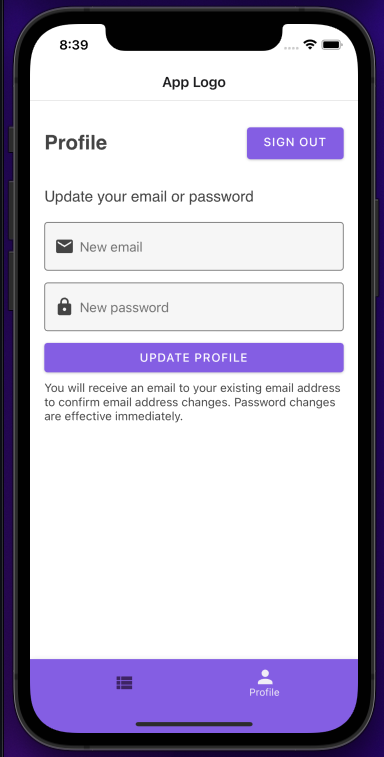 8:39
App Logo
Profile
SIGN OUT
Update your email or password
New email
New password
UPDATE PROFILE
You will receive an email to your existing email address
to confirm email address changes. Password changes
are effective immediately.
Profile